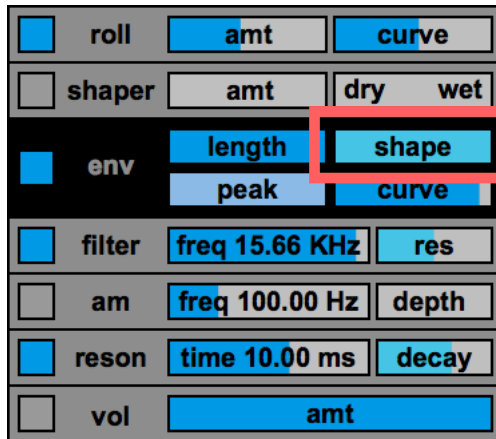 roll amt curve
shaper amt dry wet
env length shape
peak curve
filter freq 15.66 KHz res
am freq 100.00 Hz depth
reson time 10.00 ms decay
vol amt